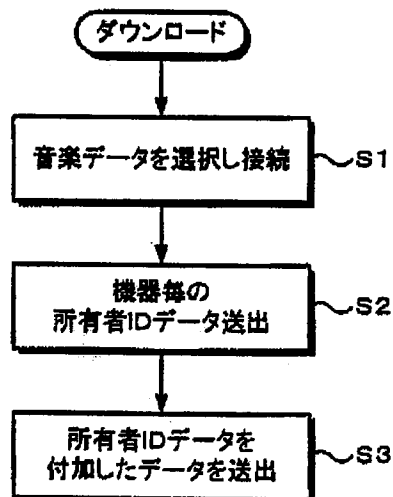 ダウンロード
音楽データを選択し接続
S1
機器毎の
所有者IDデータ送出
S2
所有者IDデータを
付加したデータを送出
S3